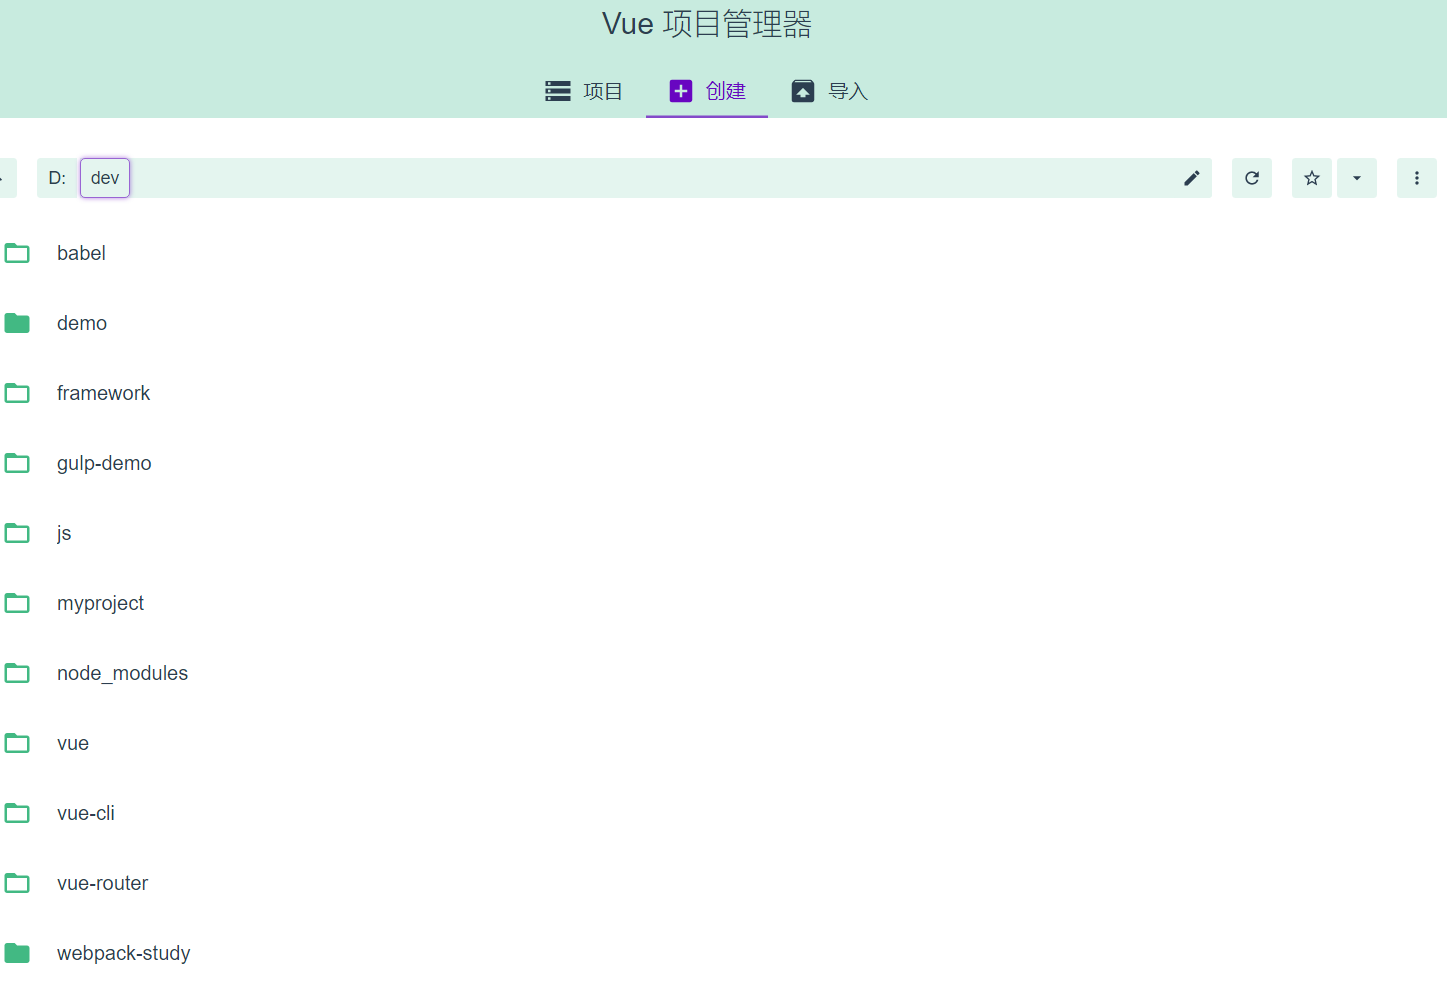 Vue 项目管理器
项目 创建 导入
D: dev
babel
demo
framework
gulp-demo
js
myproject
node_modules
vue
vue-cli
vue-router
webpack-study